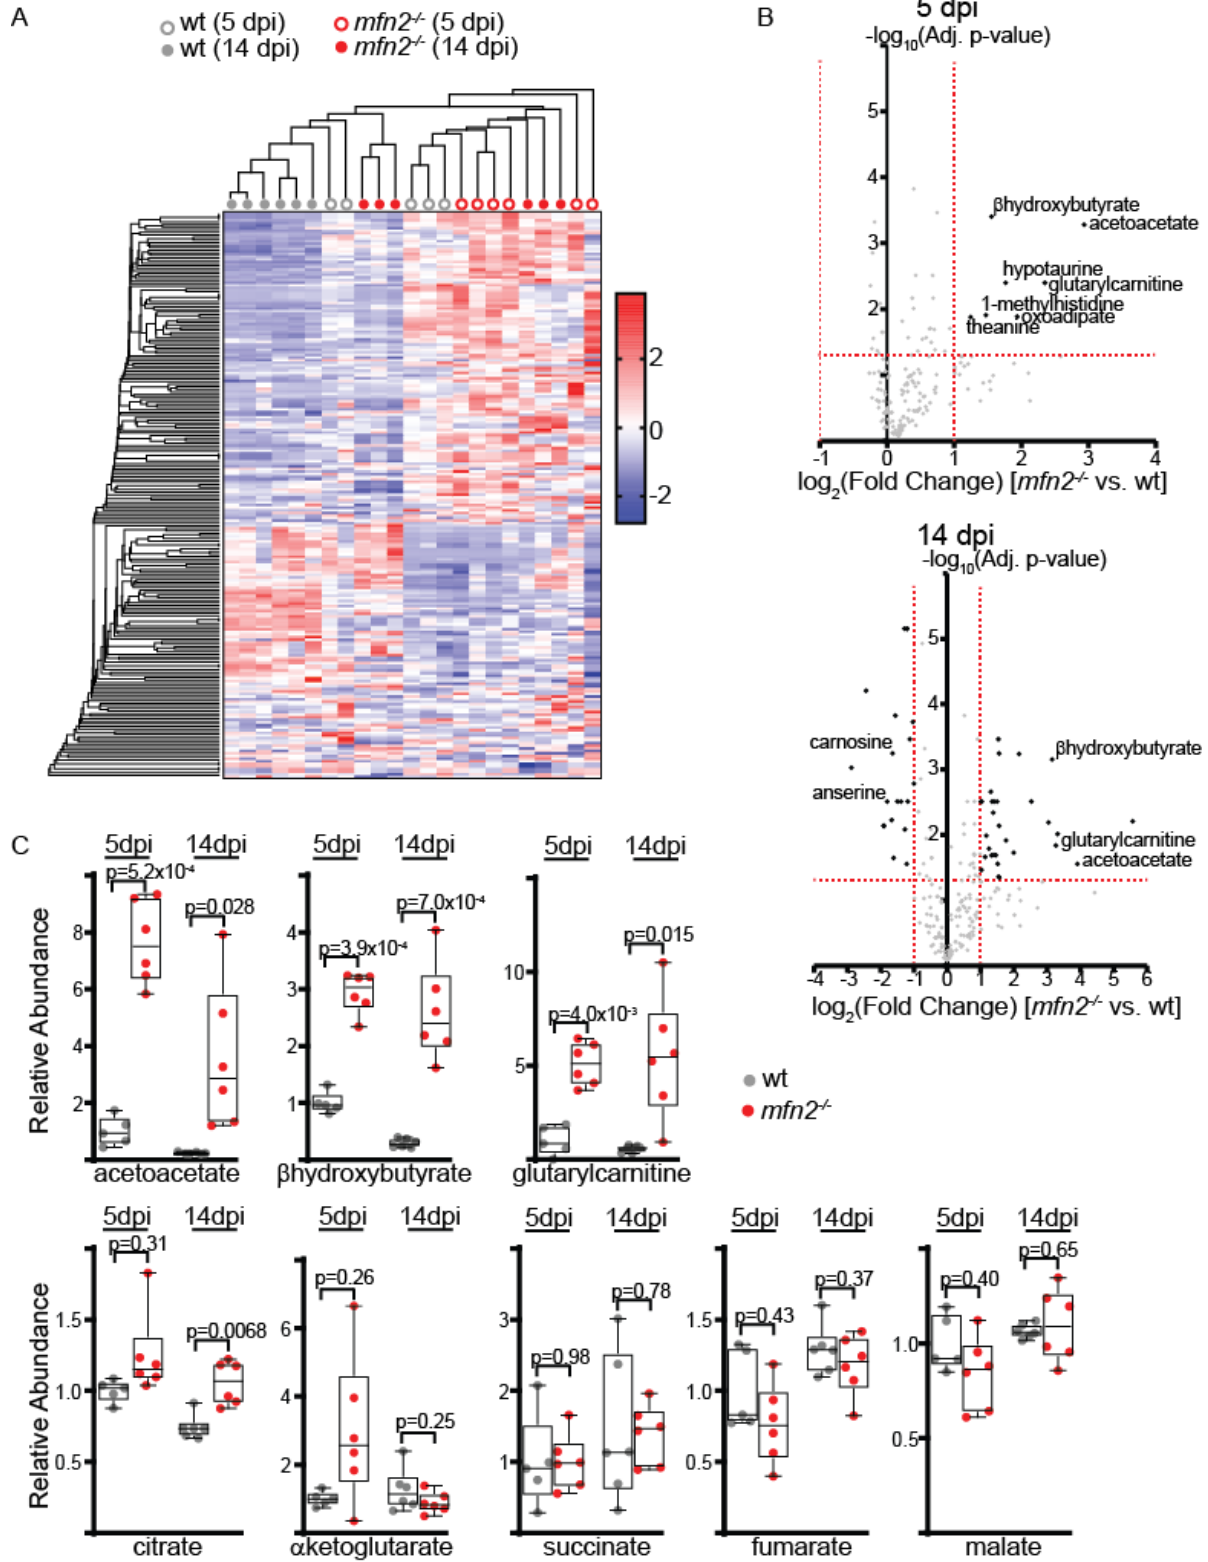 A
wt (5 dpi)
mfn2-/- (5 dpi)
wt (14 dpi)
mfn2-/- (14 dpi)
2
0
-2
B
5 dpi
-log10(Adj. p-value)
5
4
3
2
βhydroxybutyrate
acetoacetate
hypotaurine
glutarylcarnitine
1-methylhistidine
oxoadipate
theanine
-1 0 1 2 3 4
log2(Fold Change) [mfn2-/- vs. wt]
14 dpi
-log10(Adj. p-value)
5
4
3
2
carnosine
βhydroxybutyrate
anserine
glutarylcarnitine
acetoacetate
-4 -3 -2 -1 0 1 2 3 4 5 6
log2(Fold Change) [mfn2-/- vs. wt]
wt
mfn2-/-
C
Relative Abundance
5dpi 14dpi
p=5.2x10-4
p=0.028
8
6
4
2
acetoacetate
5dpi 14dpi
p=7.0x10-4
p=3.9x10-4
4
3
2
1
βhydroxybutyrate
5dpi 14dpi
p=0.015
p=4.0x10-3
10
5
glutarylcarnitine
Relative Abundance
5dpi 14dpi
p=0.31
p=0.0068
1.5
1.0
0.5
citrate
5dpi 14dpi
p=0.26
p=0.25
6
4
2
αketoglutarate
5dpi 14dpi
p=0.78
p=0.98
3
2
1
succinate
5dpi 14dpi
p=0.37
p=0.43
1.5
1.0
0.5
fumarate
5dpi 14dpi
p=0.65
p=0.40
1.0
0.5
malate